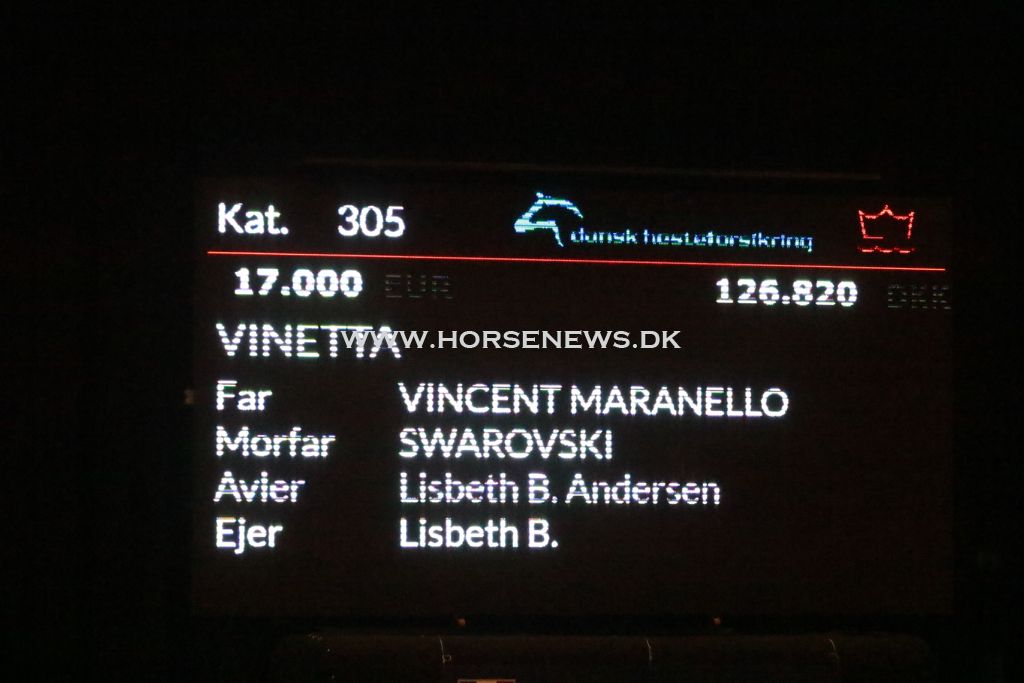 Kat. 305 dansk hesteforsikring
17.000 EUR 126.820 DKK
VINETTA
WWW.HORSENEWS.DK
Far VINCENT MARANELLO
Morfar SWAROVSKI
Avler Lisbeth B. Andersen
Ejer Lisbeth B.